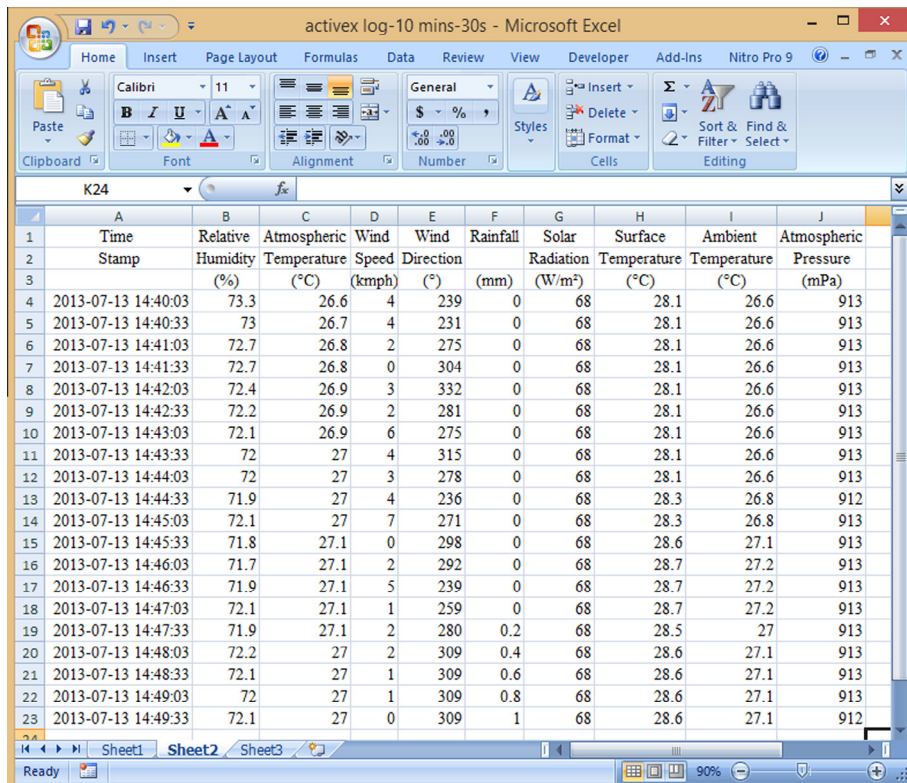 activex log-10 mins-30s - Microsoft Excel
Home Insert Page Layout Formulas Data Review View Developer Add-Ins Nitro Pro 9
Paste
Calibri 11
B I U A A
A
General
$ % ,
Styles
Insert
Delete
Format
Σ
Sort & Filter
Find & Select
Clipboard Font Alignment Number Cells Editing
K24 fx
A B C D E F G H I J
1 Time Relative Atmospheric Wind Wind Rainfall Solar Surface Ambient Atmospheric
2 Stamp Humidity Temperature Speed Direction Radiation Temperature Temperature Pressure
3 (%) (°C) (kmph) (°) (mm) (W/m²) (°C) (°C) (mPa)
4 2013-07-13 14:40:03 73.3 26.6 4 239 0 68 28.1 26.6 913
5 2013-07-13 14:40:33 73 26.7 4 231 0 68 28.1 26.6 913
6 2013-07-13 14:41:03 72.7 26.8 2 275 0 68 28.1 26.6 913
7 2013-07-13 14:41:33 72.7 26.8 0 304 0 68 28.1 26.6 913
8 2013-07-13 14:42:03 72.4 26.9 3 332 0 68 28.1 26.6 913
9 2013-07-13 14:42:33 72.2 26.9 2 281 0 68 28.1 26.6 913
10 2013-07-13 14:43:03 72.1 26.9 6 275 0 68 28.1 26.6 913
11 2013-07-13 14:43:33 72 27 4 315 0 68 28.1 26.6 913
12 2013-07-13 14:44:03 72 27 3 278 0 68 28.1 26.6 913
13 2013-07-13 14:44:33 71.9 27 4 236 0 68 28.3 26.8 912
14 2013-07-13 14:45:03 72.1 27 7 271 0 68 28.3 26.8 913
15 2013-07-13 14:45:33 71.8 27.1 0 298 0 68 28.6 27.1 913
16 2013-07-13 14:46:03 71.7 27.1 2 292 0 68 28.7 27.2 913
17 2013-07-13 14:46:33 71.9 27.1 5 239 0 68 28.7 27.2 913
18 2013-07-13 14:47:03 72.1 27.1 1 259 0 68 28.7 27.2 913
19 2013-07-13 14:47:33 71.9 27.1 2 280 0.2 68 28.5 27 913
20 2013-07-13 14:48:03 72.2 27 2 309 0.4 68 28.6 27.1 913
21 2013-07-13 14:48:33 72.1 27 1 309 0.6 68 28.6 27.1 913
22 2013-07-13 14:49:03 72 27 1 309 0.8 68 28.6 27.1 913
23 2013-07-13 14:49:33 72.1 27 0 309 1 68 28.6 27.1 912
24
Sheet1 Sheet2 Sheet3
Ready 90%